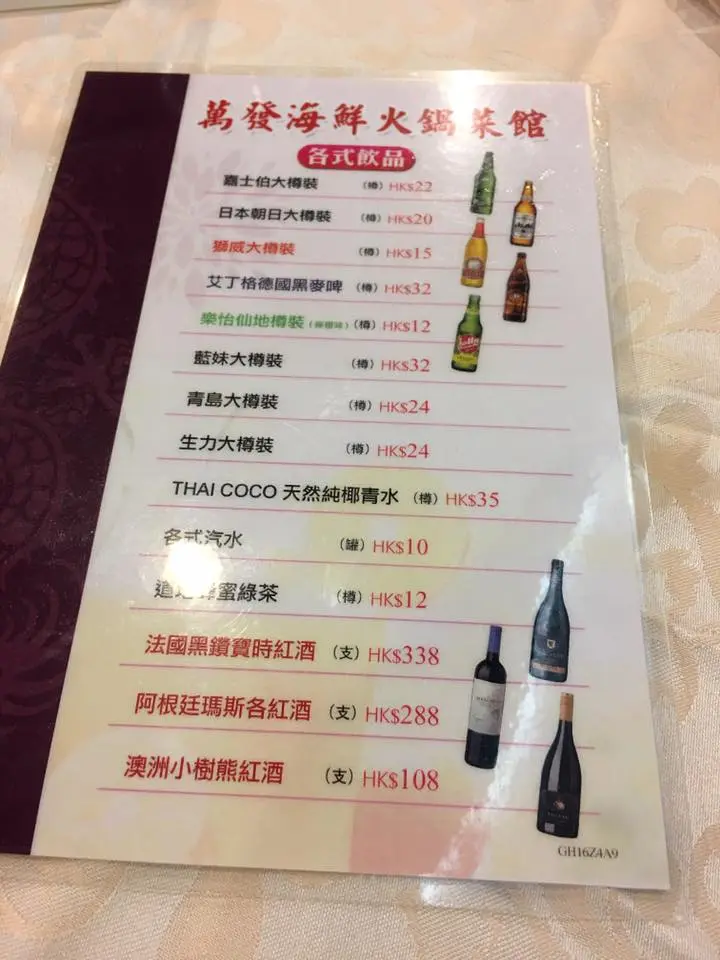 萬發海鮮火鍋菜館
各式飲品
嘉士伯大樽裝 (樽) HK$22
日本朝日大樽裝 (樽) HK$20
獅威大樽裝 (樽) HK$15
艾丁格德國黑麥啤 (樽) HK$32
樂怡仙地樽裝 (樽) HK$12
藍妹大樽裝 (樽) HK$32
青島大樽裝 (樽) HK$24
生力大樽裝 (樽) HK$24
THAI COCO 天然純椰青水 (樽) HK$35
各式汽水 (罐) HK$10
道地蜂蜜綠茶 (樽) HK$12
法國黑鑽寶時紅酒 (支) HK$338
阿根廷瑪斯各紅酒 (支) HK$288
澳洲小樹熊紅酒 (支) HK$108
GH16Z4A9